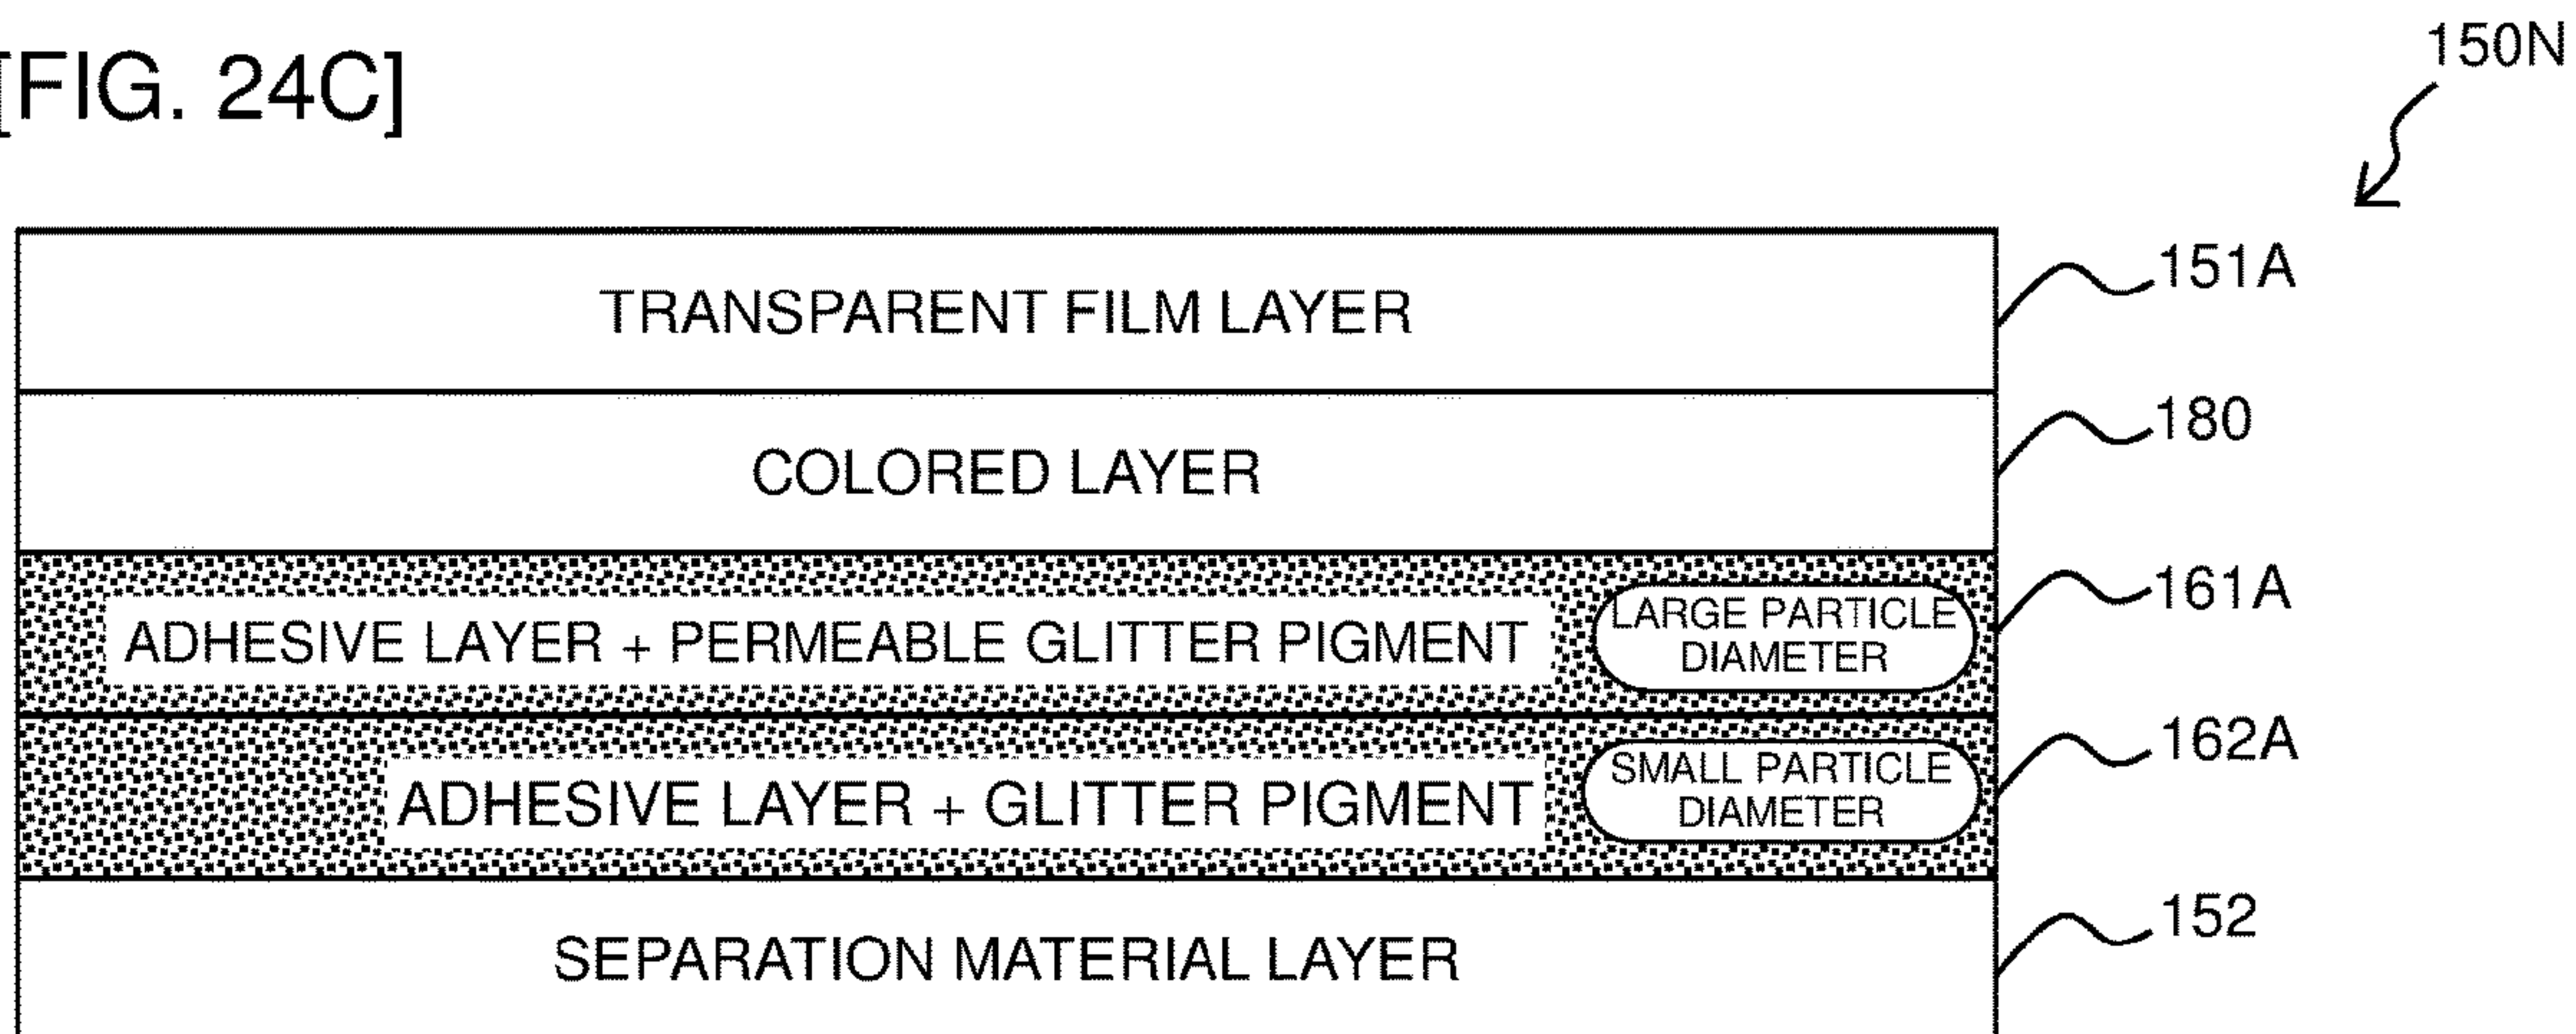 [FIG. 24C]
150N
TRANSPARENT FILM LAYER
151A
COLORED LAYER
180
ADHESIVE LAYER + PERMEABLE GLITTER PIGMENT
LARGE PARTICLE
DIAMETER
161A
ADHESIVE LAYER + GLITTER PIGMENT
SMALL PARTICLE
DIAMETER
162A
SEPARATION MATERIAL LAYER
152